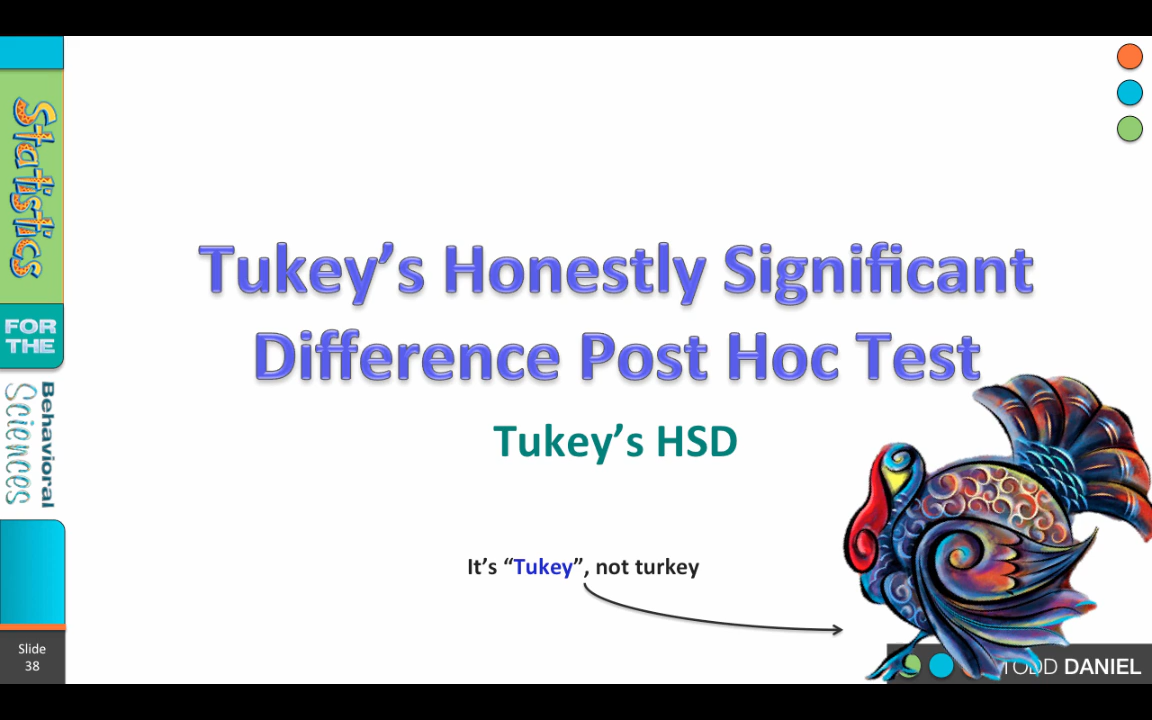 Statistics
FOR THE
Behavioral
Sciences
Tukey’s Honestly Significant
Difference Post Hoc Test
Tukey’s HSD
It’s “Tukey”, not turkey
Slide
38
TODD DANIEL